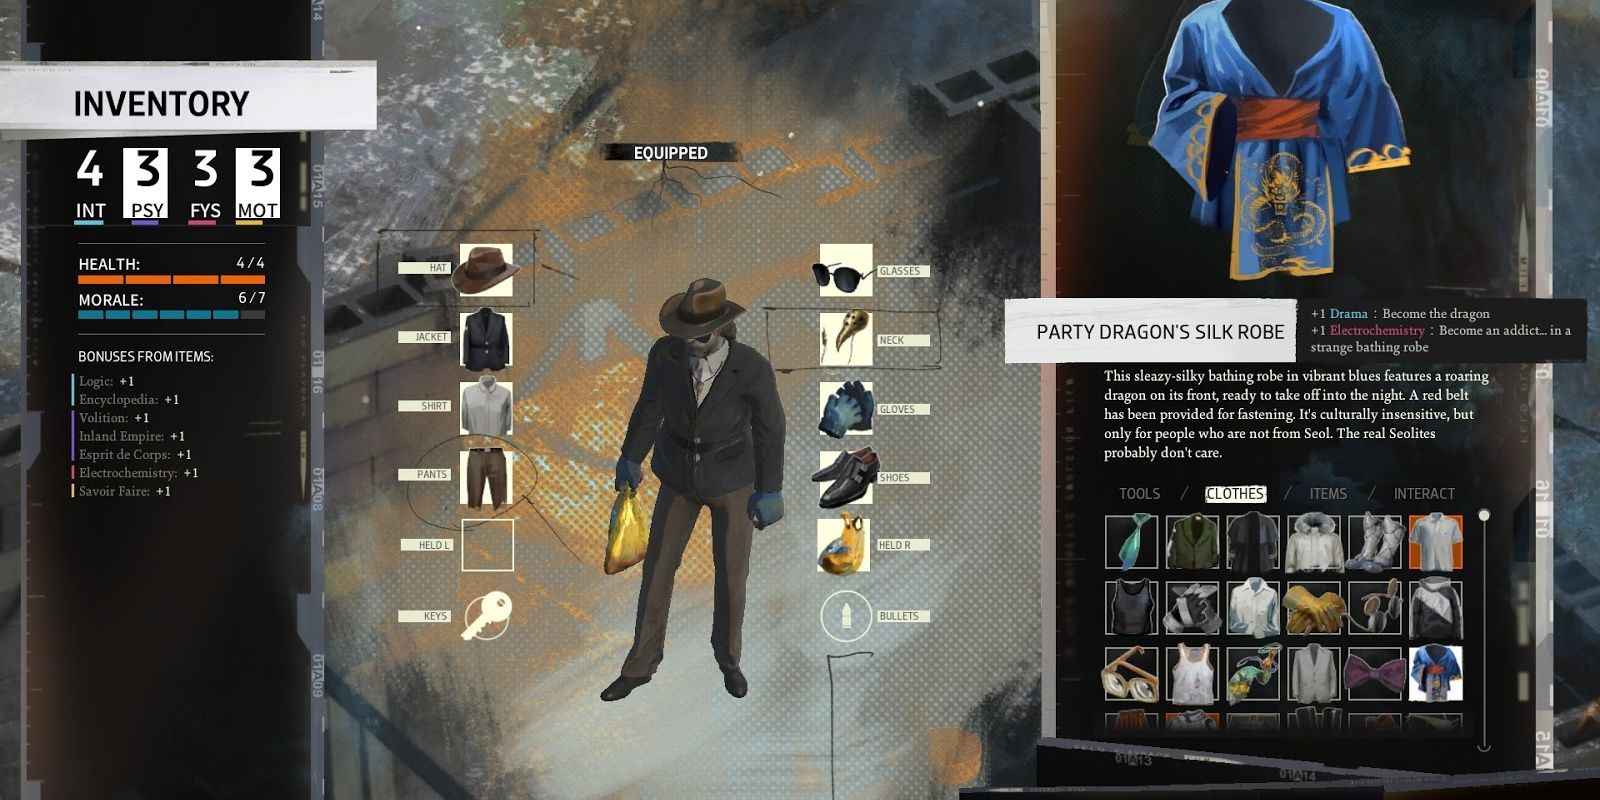 INVENTORY
4 3 3 3
INT PSY FYS MOT
HEALTH: 4/4
MORALE: 6/7
BONUSES FROM ITEMS:
Logic: +1
Encyclopedia: +1
Volition: +1
Inland Empire: +1
Esprit de Corps: +1
Electrochemistry: +1
Savoir Faire: +1
EQUIPPED
HAT
JACKET
SHIRT
PANTS
HELD L
KEYS
GLASSES
NECK
GLOVES
SHOES
HELD R
BULLETS
PARTY DRAGON'S SILK ROBE
+1 Drama : Become the dragon
+1 Electrochemistry : Become an addict... in a
strange bathing robe
This sleazy-silky bathing robe in vibrant blues features a roaring
dragon on its front, ready to take off into the night. A red belt
has been provided for fastening. It's culturally insensitive, but
only for people who are not from Seol. The real Seolites
probably don't care.
TOOLS / CLOTHES / ITEMS / INTERACT
01A15
01A08
01A09
01A13
01A14